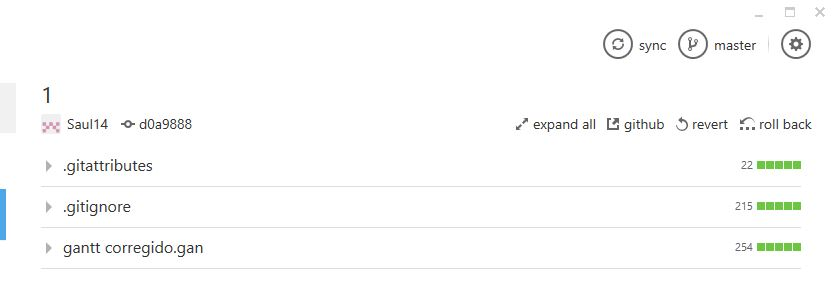 sync master
1
Saul14 d0a9888 expand all github revert roll back
.gitattributes 22
.gitignore 215
gantt corregido.gan 254